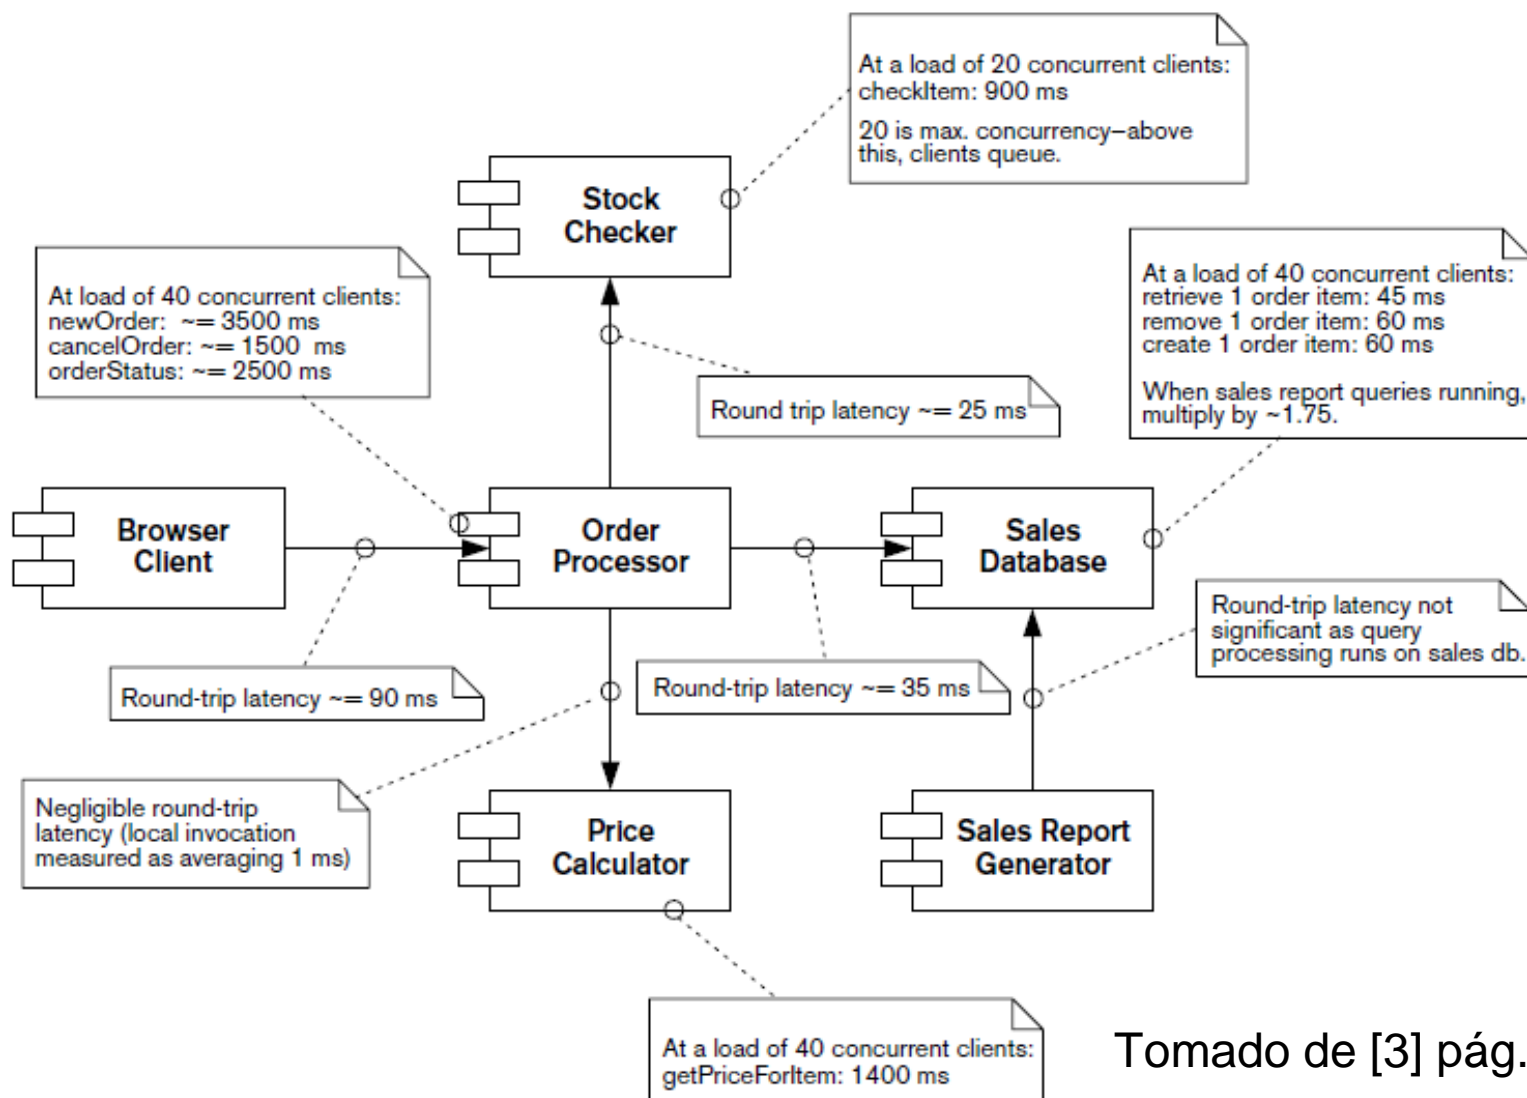 At a load of 20 concurrent clients:
checkItem: 900 ms
20 is max. concurrency–above
this, clients queue.
Stock
Checker
At load of 40 concurrent clients:
newOrder: ~= 3500 ms
cancelOrder: ~= 1500 ms
orderStatus: ~= 2500 ms
At a load of 40 concurrent clients:
retrieve 1 order item: 45 ms
remove 1 order item: 60 ms
create 1 order item: 60 ms
When sales report queries running,
multiply by ~1.75.
Round trip latency ~= 25 ms
Browser
Client
Order
Processor
Sales
Database
Round-trip latency ~= 90 ms
Round-trip latency ~= 35 ms
Round-trip latency not
significant as query
processing runs on sales db.
Negligible round-trip
latency (local invocation
measured as averaging 1 ms)
Price
Calculator
Sales Report
Generator
At a load of 40 concurrent clients:
getPriceForItem: 1400 ms
Tomado de [3] pág.